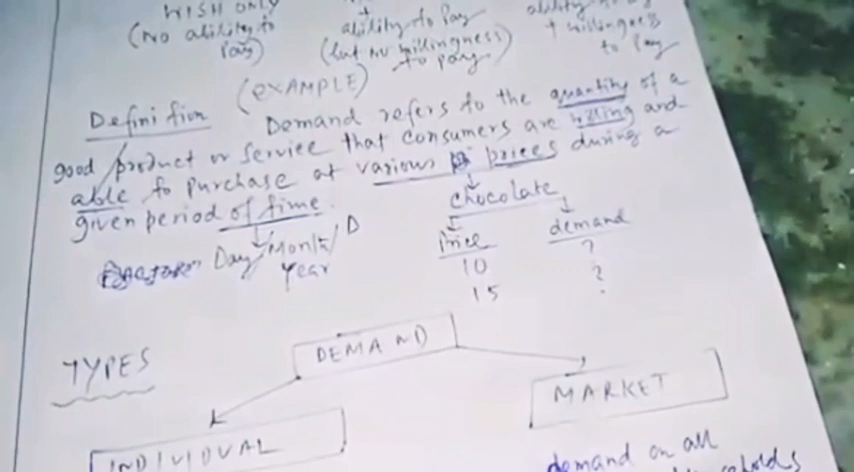 WISH ONLY
(No ability to pay)
ability to Pay
(but no willingness) to pay
ability to
+ willingness
to Pay
(EXAMPLE)
Definition Demand refers to the quantity of a
good/product or service that consumers are willing and
able to purchase at various prices during a
given period of time.
Day/Month/
Year
chocolate
Price demand
10 ?
15 ?
TYPES
DEMAND
INDIVIDUAL
MARKET
demand on all